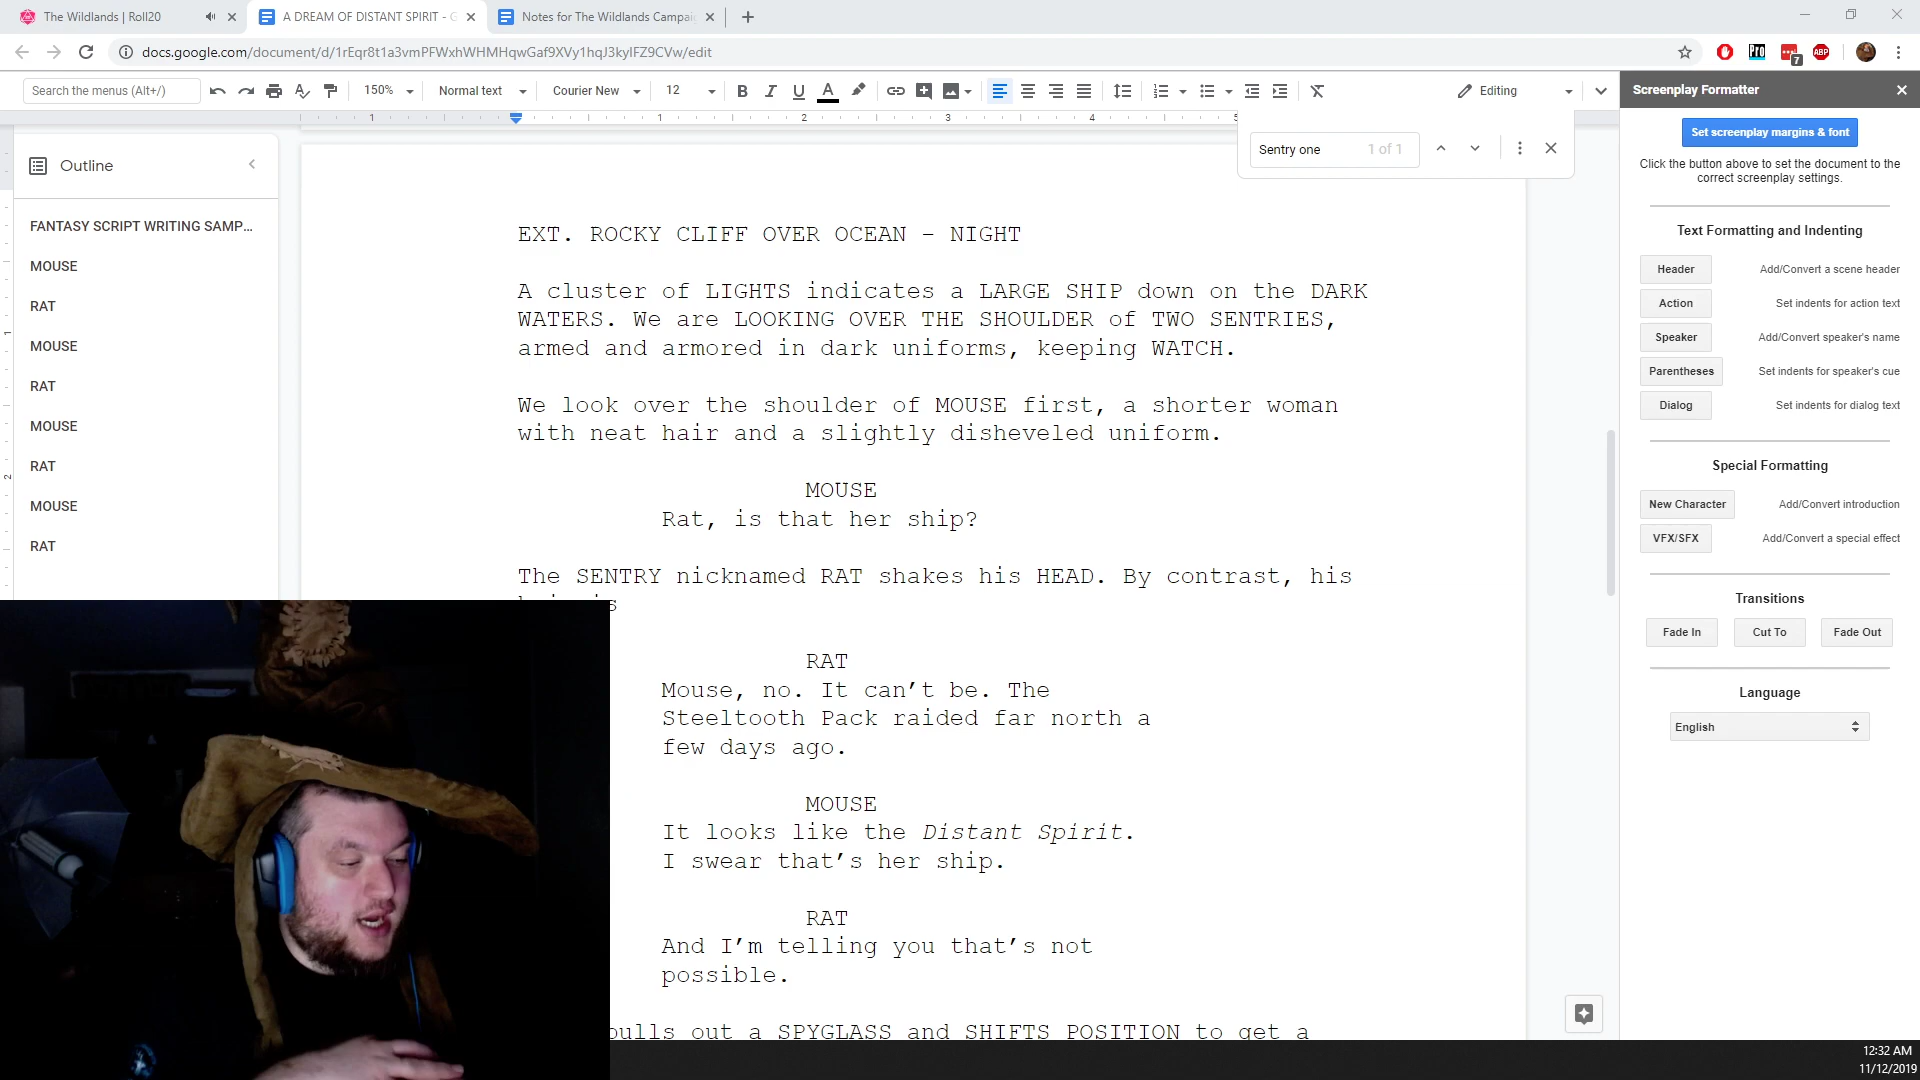 The Wildlands | Roll20
A DREAM OF DISTANT SPIRIT - G
Notes for The Wildlands Campai
docs.google.com/document/d/1rEqr8t1a3vmPFWxhWHMHqwGaf9XVy1hqJ3kyIFZ9CVw/edit
Pro
7
ABP
Search the menus (Alt+/)
150%
Normal text
Courier New
12
B
I
U
A
Editing
Screenplay Formatter
1
1
2
3
4
5
Sentry one
1 of 1
Set screenplay margins & font
Click the button above to set the document to the
correct screenplay settings.
Outline
FANTASY SCRIPT WRITING SAMP...
MOUSE
RAT
MOUSE
RAT
MOUSE
RAT
MOUSE
RAT
1
2
EXT. ROCKY CLIFF OVER OCEAN – NIGHT
A cluster of LIGHTS indicates a LARGE SHIP down on the DARK
WATERS. We are LOOKING OVER THE SHOULDER of TWO SENTRIES,
armed and armored in dark uniforms, keeping WATCH.
We look over the shoulder of MOUSE first, a shorter woman
with neat hair and a slightly disheveled uniform.
MOUSE
Rat, is that her ship?
The SENTRY nicknamed RAT shakes his HEAD. By contrast, his
RAT
Mouse, no. It can’t be. The
Steeltooth Pack raided far north a
few days ago.
MOUSE
It looks like the Distant Spirit.
I swear that’s her ship.
RAT
And I’m telling you that’s not
possible.
pulls out a SPYGLASS and SHIFTS POSITION to get a
Text Formatting and Indenting
Header Add/Convert a scene header
Action Set indents for action text
Speaker Add/Convert speaker's name
Parentheses Set indents for speaker's cue
Dialog Set indents for dialog text
Special Formatting
New Character Add/Convert introduction
VFX/SFX Add/Convert a special effect
Transitions
Fade In Cut To Fade Out
Language
English
12:32 AM
11/12/2019